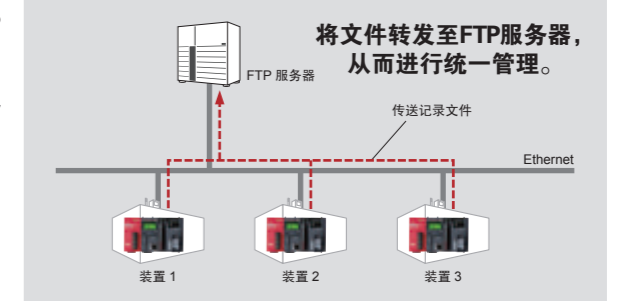 将文件转发至FTP服务器，
从而进行统一管理。
FTP 服务器
传送记录文件
Ethernet
装置 1
装置 2
装置 3